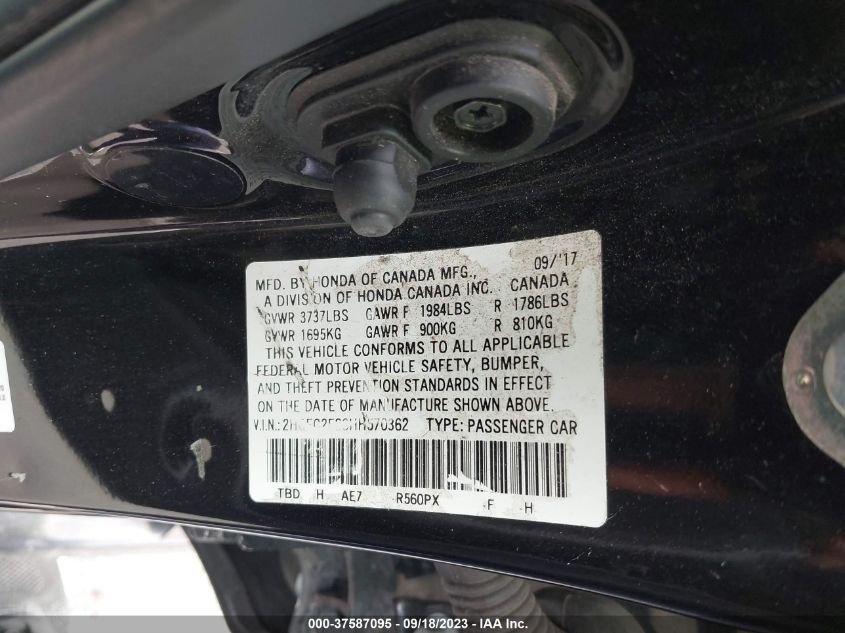 09/'17
MFD. BY HONDA OF CANADA MFG.,
A DIVISION OF HONDA CANADA INC. CANADA
GVWR 3737LBS GAWR F 1984LBS R 1786LBS
GVWR 1695KG GAWR F 900KG R 810KG
THIS VEHICLE CONFORMS TO ALL APPLICABLE
FEDERAL MOTOR VEHICLE SAFETY, BUMPER,
AND THEFT PREVENTION STANDARDS IN EFFECT
ON THE DATE OF MANUFACTURE SHOWN ABOVE.
V.I.N.: TYPE: PASSENGER CAR
TBD H AE7 R560PX F H
000-37587095 - 09/18/2023 - IAA Inc.